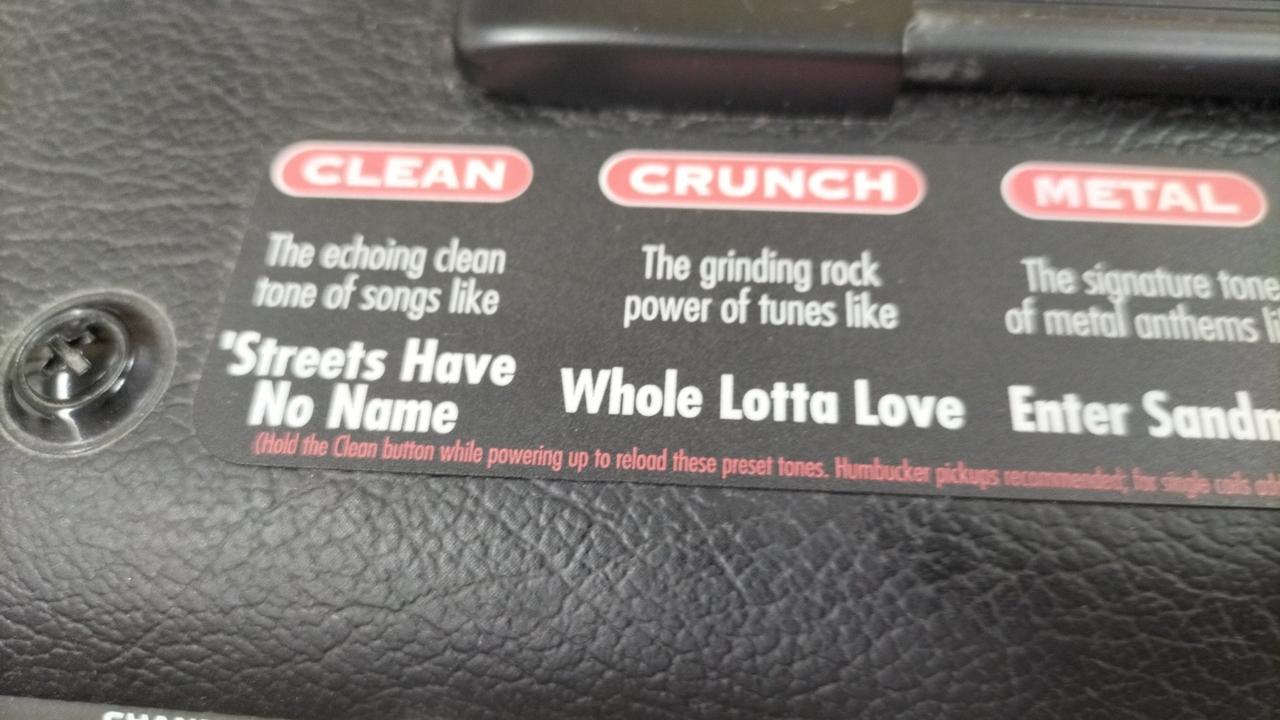 CLEAN
The echoing clean
tone of songs like
"Streets Have
No Name
CRUNCH
The grinding rock
power of tunes like
Whole Lotta Love
METAL
The signature tone
of metal anthems
Enter
(Hold the Clean button while powering up to reload these preset tones. Humbucker pickups recommended; for single coils